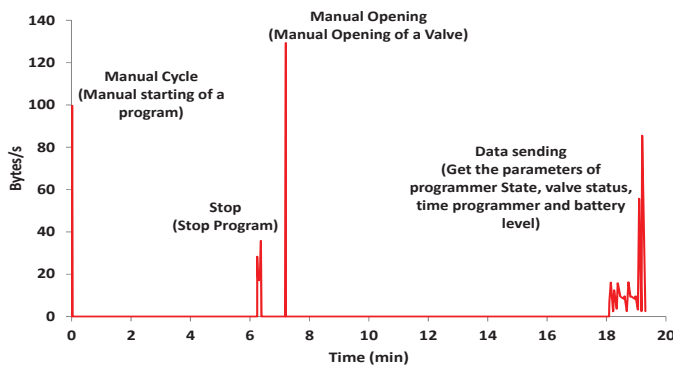 Manual Opening
(Manual Opening of a Valve)
Manual Cycle
(Manual starting of a
program)
Stop
(Stop Program)
Data sending
(Get the parameters of
programmer State, valve status,
time programmer and battery
level)
Bytes/s
140
120
100
80
60
40
20
0
0 2 4 6 8 10 12 14 16 18 20
Time (min)